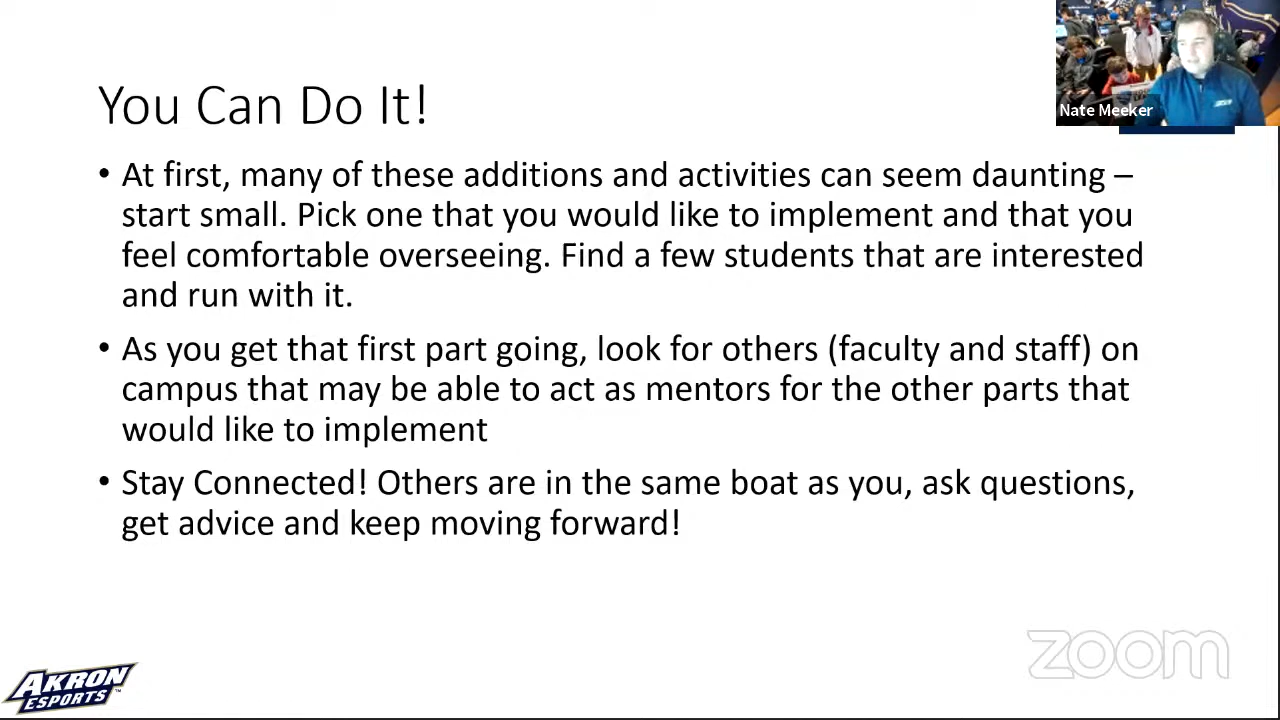 Nate Meeker
You Can Do It!
• At first, many of these additions and activities can seem daunting –
start small. Pick one that you would like to implement and that you
feel comfortable overseeing. Find a few students that are interested
and run with it.
• As you get that first part going, look for others (faculty and staff) on
campus that may be able to act as mentors for the other parts that
would like to implement
• Stay Connected! Others are in the same boat as you, ask questions,
get advice and keep moving forward!
zoom
AKRON
ESPORTS™